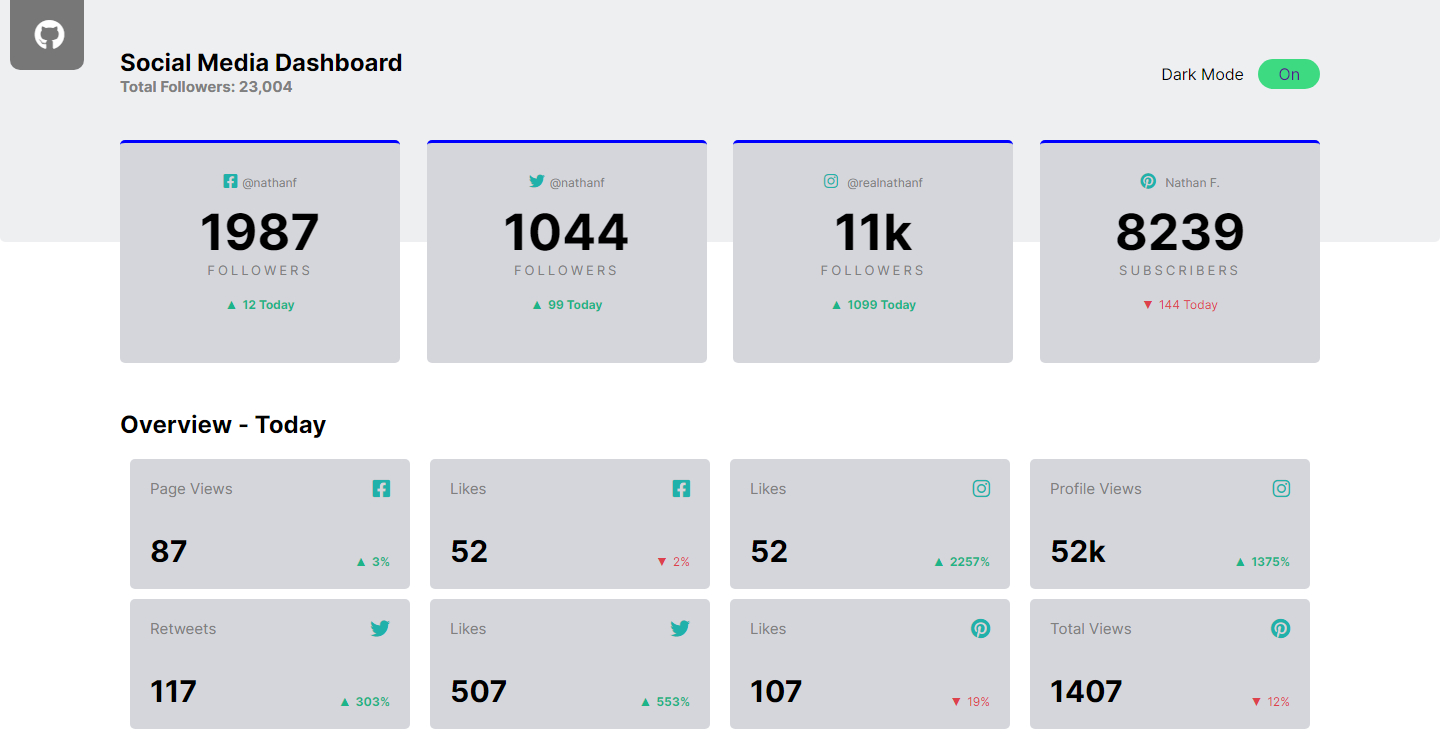 Social Media Dashboard
Total Followers: 23,004
Dark Mode On
@nathanf
1987
FOLLOWERS
▲ 12 Today
@nathanf
1044
FOLLOWERS
▲ 99 Today
@realnathanf
11k
FOLLOWERS
▲ 1099 Today
Nathan F.
8239
SUBSCRIBERS
▼ 144 Today
Overview - Today
Page Views
87
▲ 3%
Likes
52
▼ 2%
Likes
52
▲ 2257%
Profile Views
52k
▲ 1375%
Retweets
117
▲ 303%
Likes
507
▲ 553%
Likes
107
▼ 19%
Total Views
1407
▼ 12%